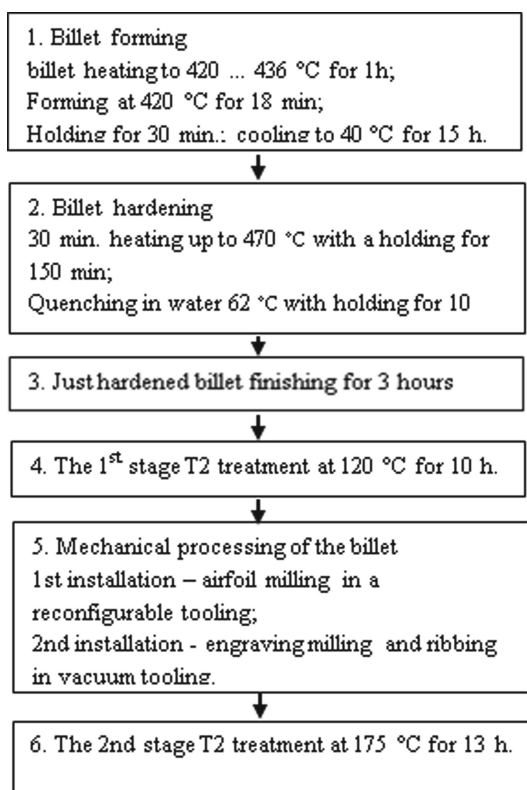 1. Billet forming
billet heating to 420 ... 436 °C for 1h;
Forming at 420 °C for 18 min;
Holding for 30 min.; cooling to 40 °C for 15 h.
2. Billet hardening
30 min. heating up to 470 °C with a holding for
150 min;
Quenching in water 62 °C with holding for 10
3. Just hardened billet finishing for 3 hours
4. The 1st stage T2 treatment at 120 °C for 10 h.
5. Mechanical processing of the billet
1st installation – airfoil milling in a
reconfigurable tooling;
2nd installation - engraving milling and ribbing
in vacuum tooling.
6. The 2nd stage T2 treatment at 175 °C for 13 h.